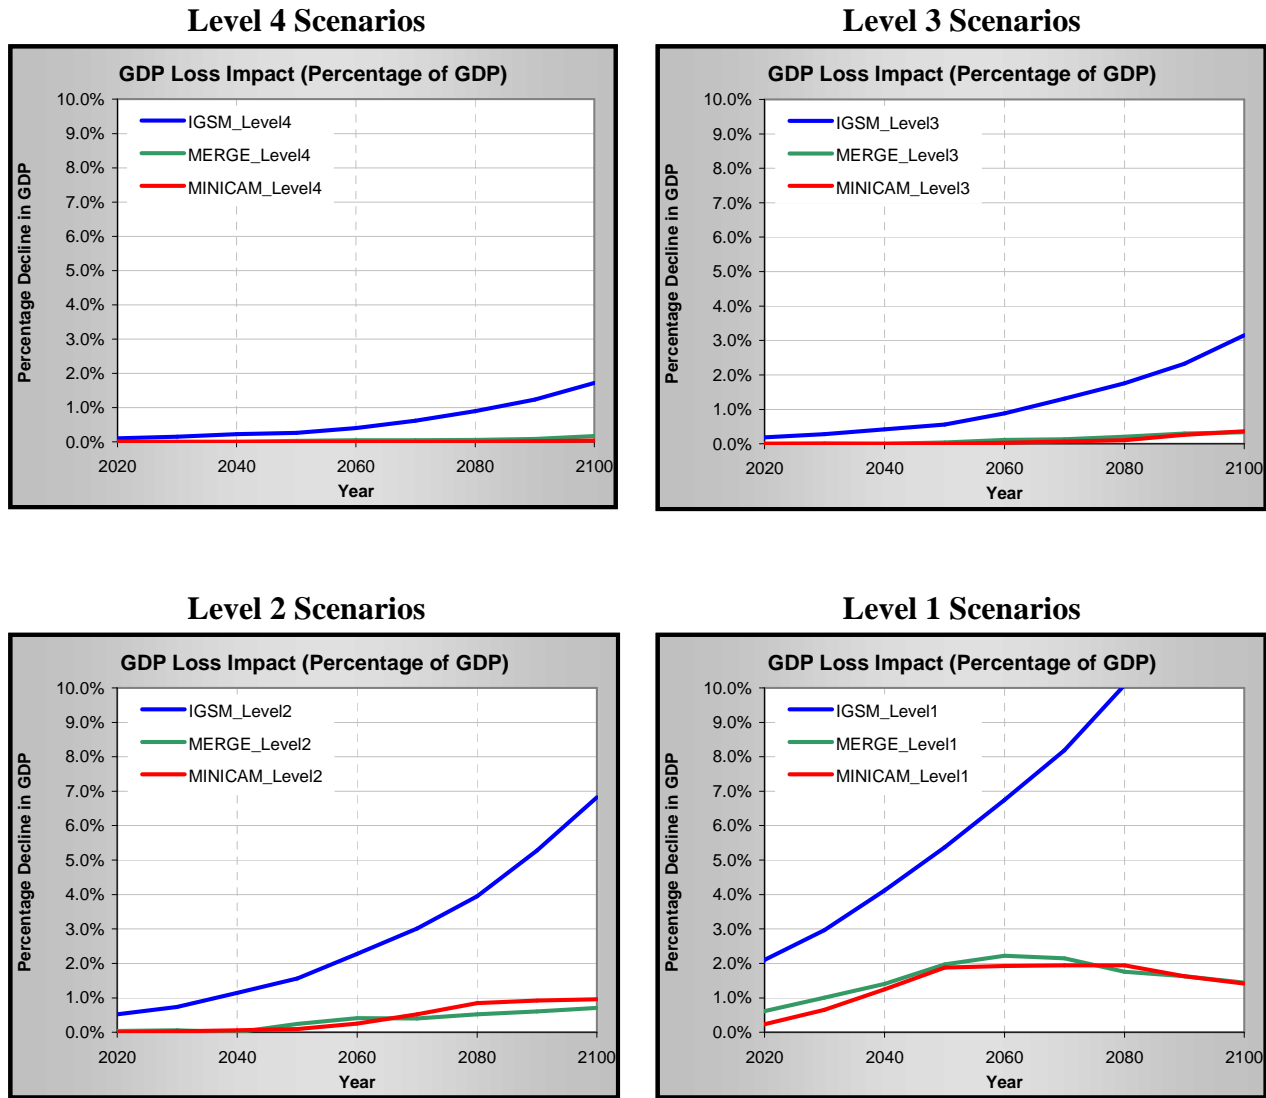 Level 4 Scenarios
GDP Loss Impact (Percentage of GDP)
Percentage Decline in GDP
10.0%
9.0%
8.0%
7.0%
6.0%
5.0%
4.0%
3.0%
2.0%
1.0%
0.0%
IGSM_Level4
MERGE_Level4
MINICAM_Level4
2020 2040 2060 2080 2100
Year
Level 3 Scenarios
GDP Loss Impact (Percentage of GDP)
Percentage Decline in GDP
10.0%
9.0%
8.0%
7.0%
6.0%
5.0%
4.0%
3.0%
2.0%
1.0%
0.0%
IGSM_Level3
MERGE_Level3
MINICAM_Level3
2020 2040 2060 2080 2100
Year
Level 2 Scenarios
GDP Loss Impact (Percentage of GDP)
Percentage Decline in GDP
10.0%
9.0%
8.0%
7.0%
6.0%
5.0%
4.0%
3.0%
2.0%
1.0%
0.0%
IGSM_Level2
MERGE_Level2
MINICAM_Level2
2020 2040 2060 2080 2100
Year
Level 1 Scenarios
GDP Loss Impact (Percentage of GDP)
Percentage Decline in GDP
10.0%
9.0%
8.0%
7.0%
6.0%
5.0%
4.0%
3.0%
2.0%
1.0%
0.0%
IGSM_Level1
MERGE_Level1
MINICAM_Level1
2020 2040 2060 2080 2100
Year